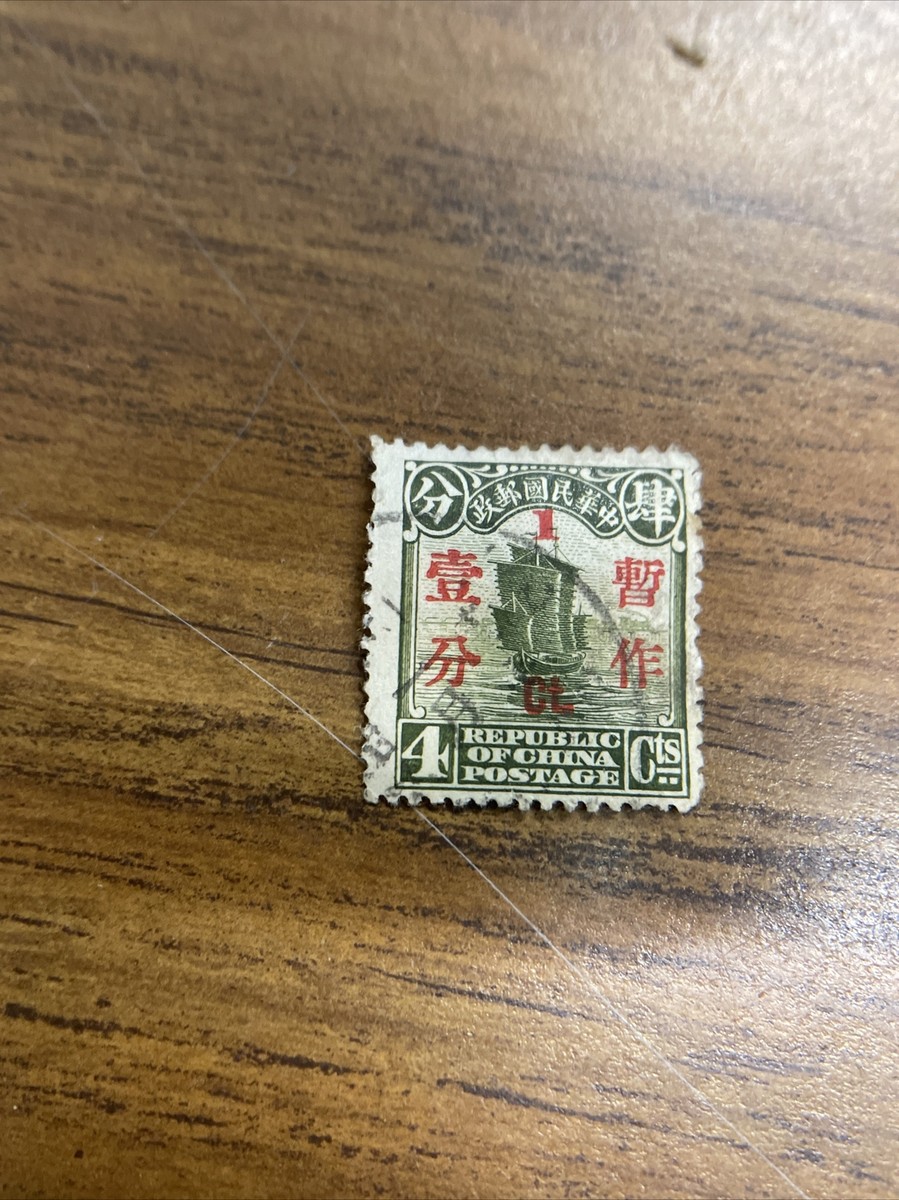 分 政郵國民華中 肆
1
壹 暫
分 作
Ct.
4 REPUBLIC Cts
OF CHINA
POSTAGE